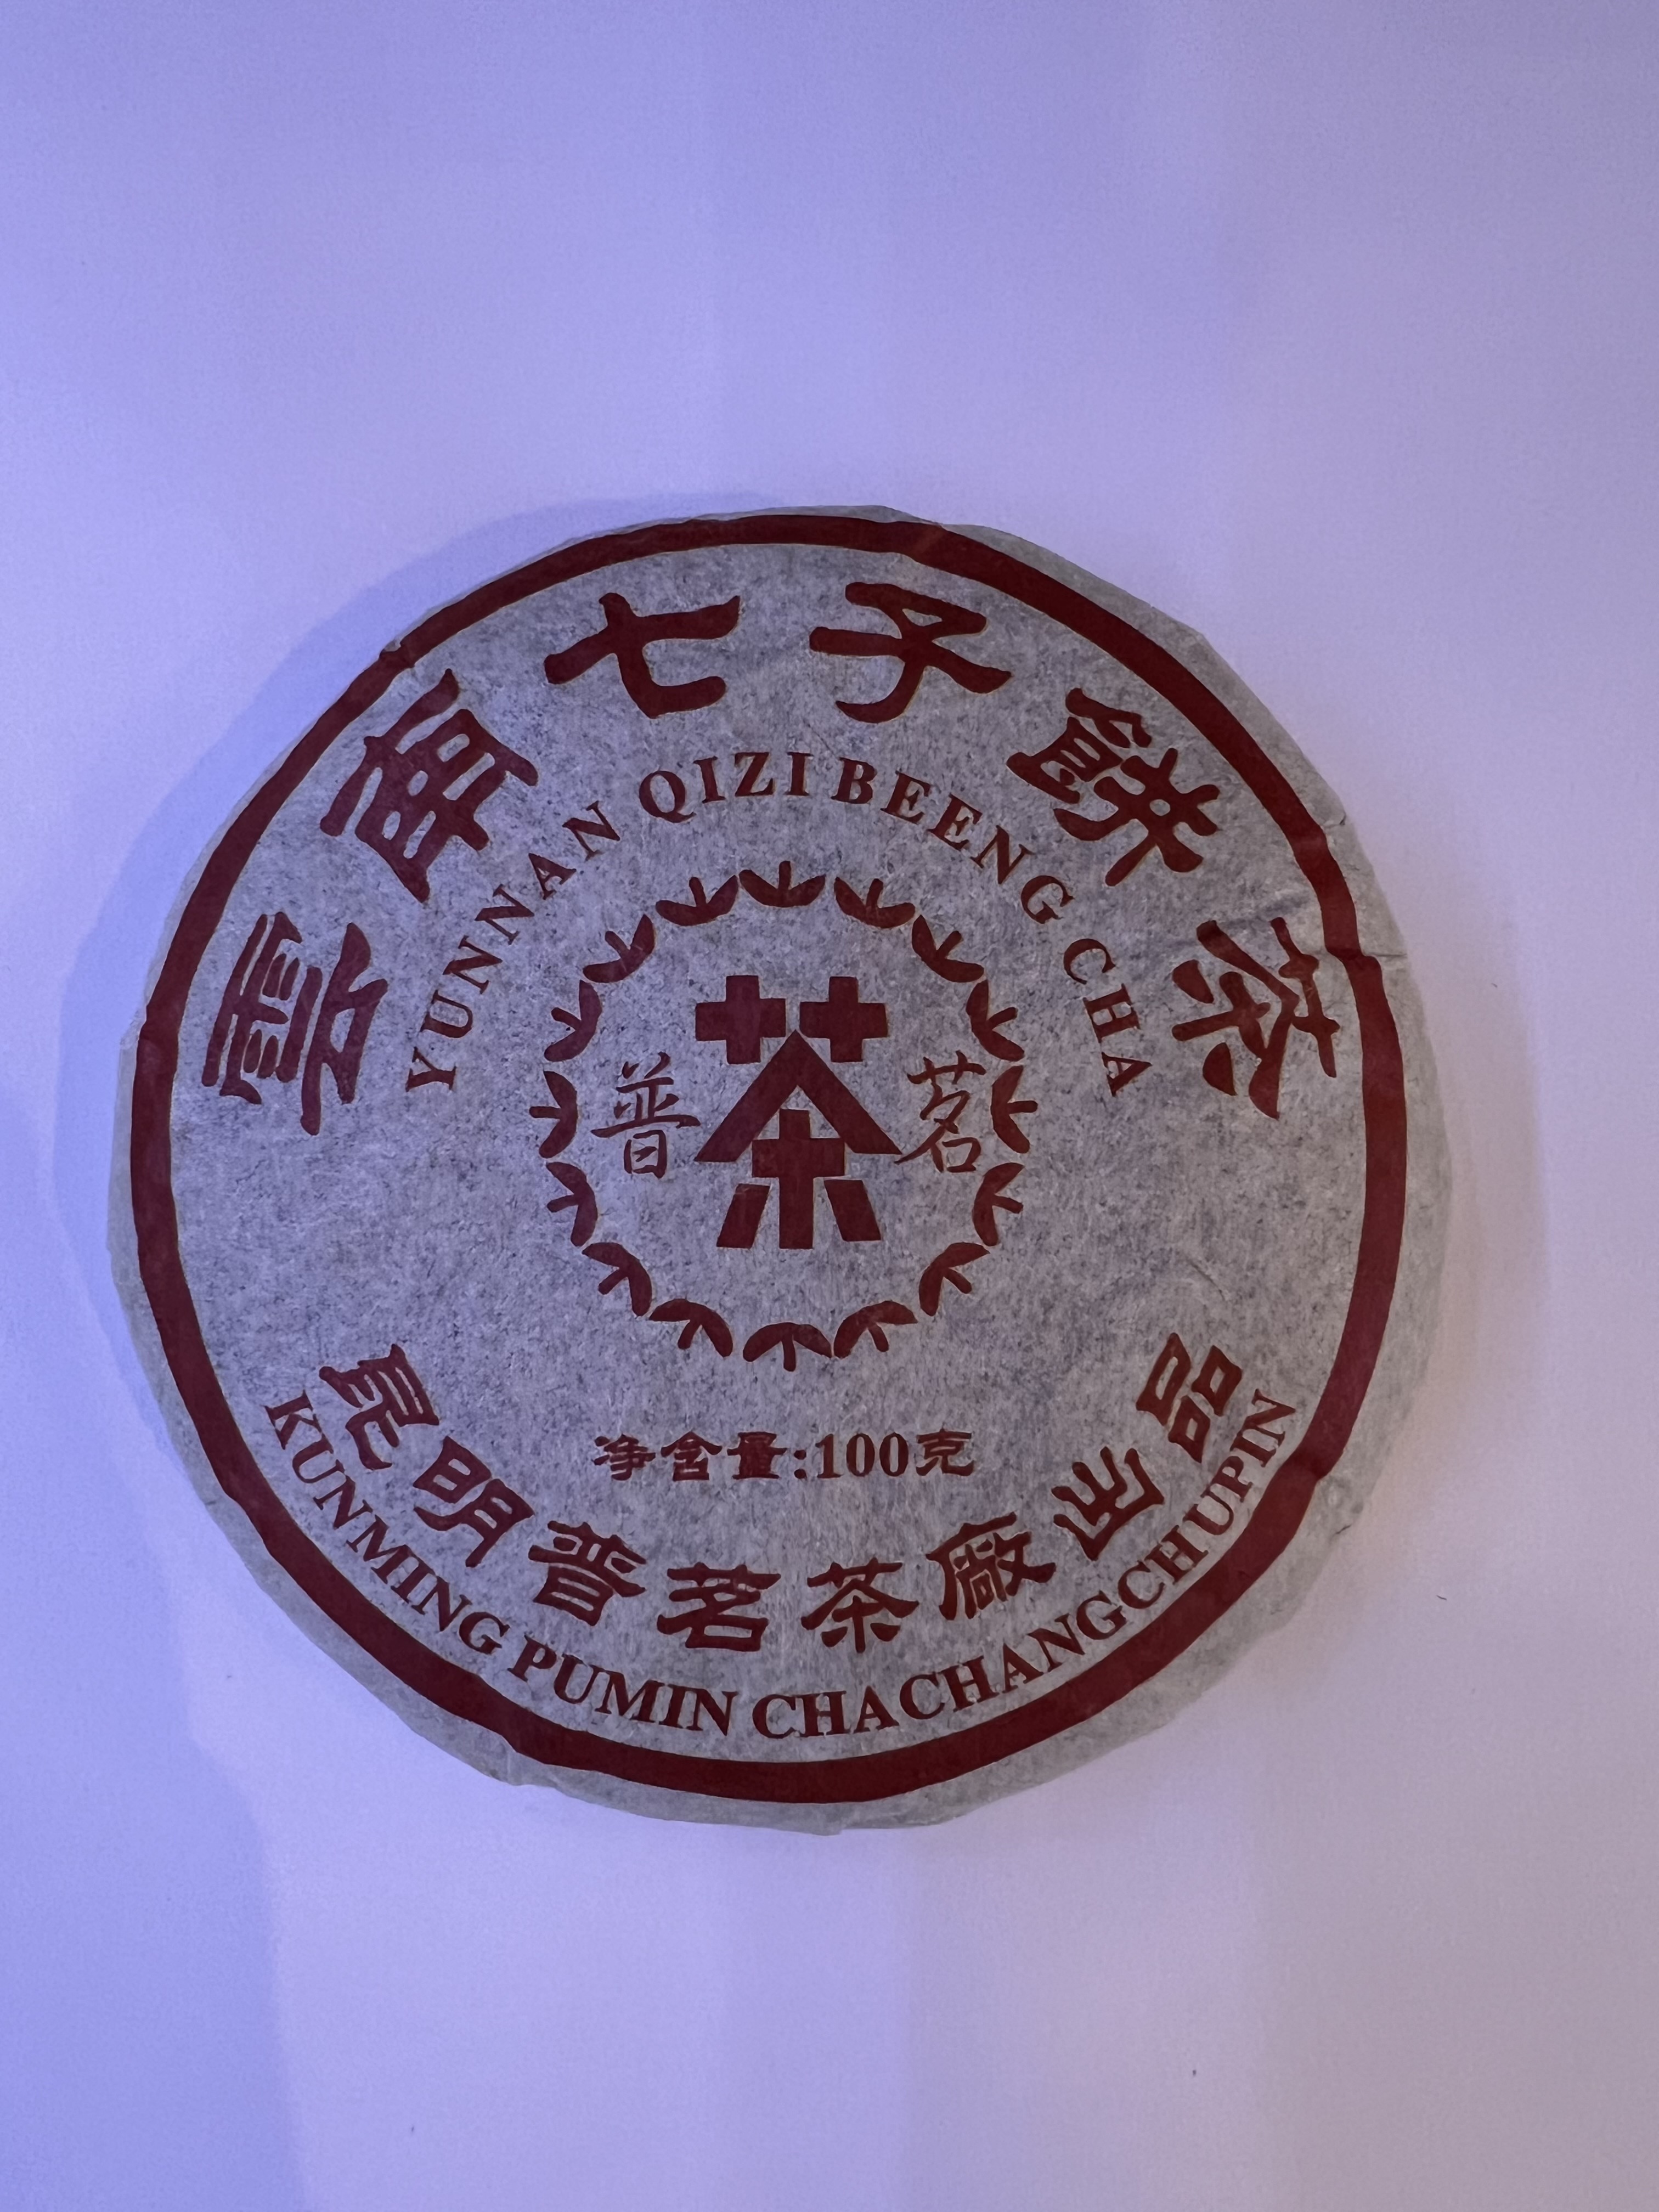 雲南七子餅茶
YUNNAN QIZI BEENG CHA
普茶茗
净含量:100克
昆明普茗茶廠出品
KUNMING PUMIN CHACHANGCHUPIN